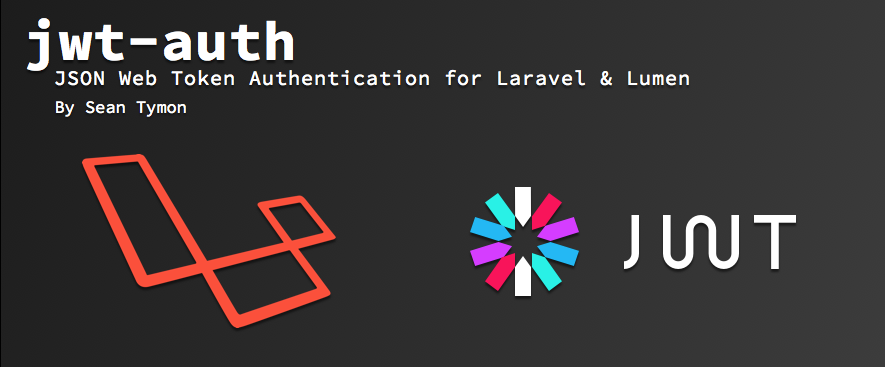 jwt-auth
JSON Web Token Authentication for Laravel & Lumen
By Sean Tymon
JWT